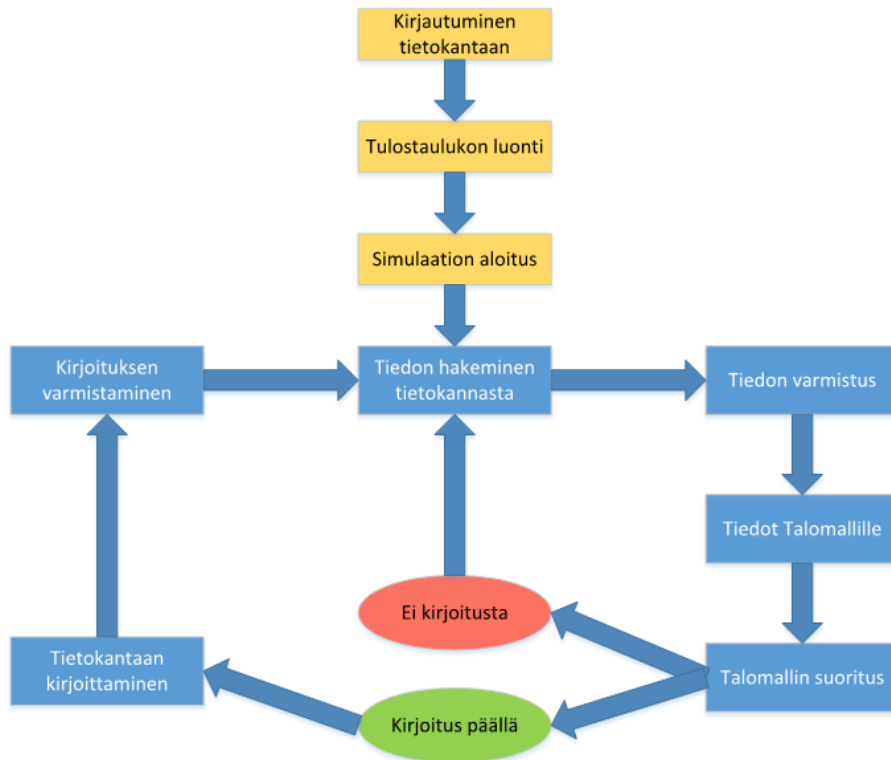 Kirjautuminen
tietokantaan
Tulostaulukon luonti
Simulaation aloitus
Kirjoituksen
varmistaminen
Tiedon hakeminen
tietokannasta
Tiedon varmistus
Tiedot Talomallille
Ei kirjoitusta
Tietokantaan
kirjoittaminen
Talomallin suoritus
Kirjoitus päällä